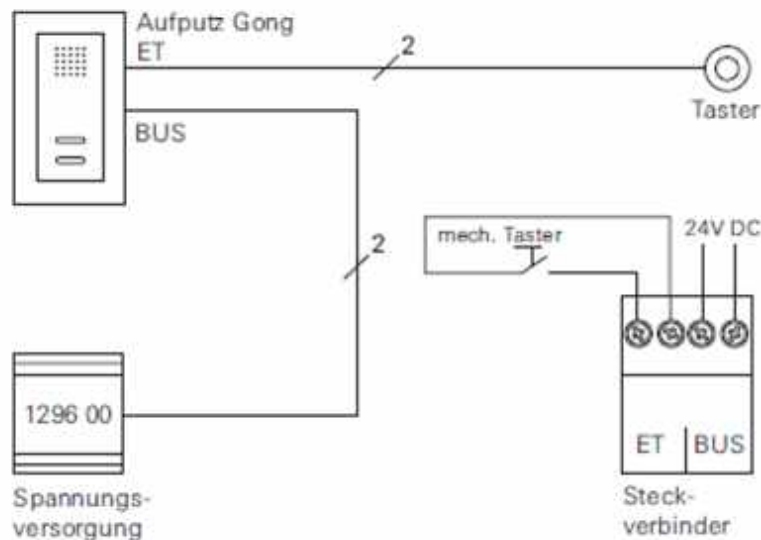 Aufputz Gong
ET
2
Taster
BUS
2
mech. Taster
24V DC
1296 00
ET BUS
Spannungs-
versorgung
Steck-
verbinder